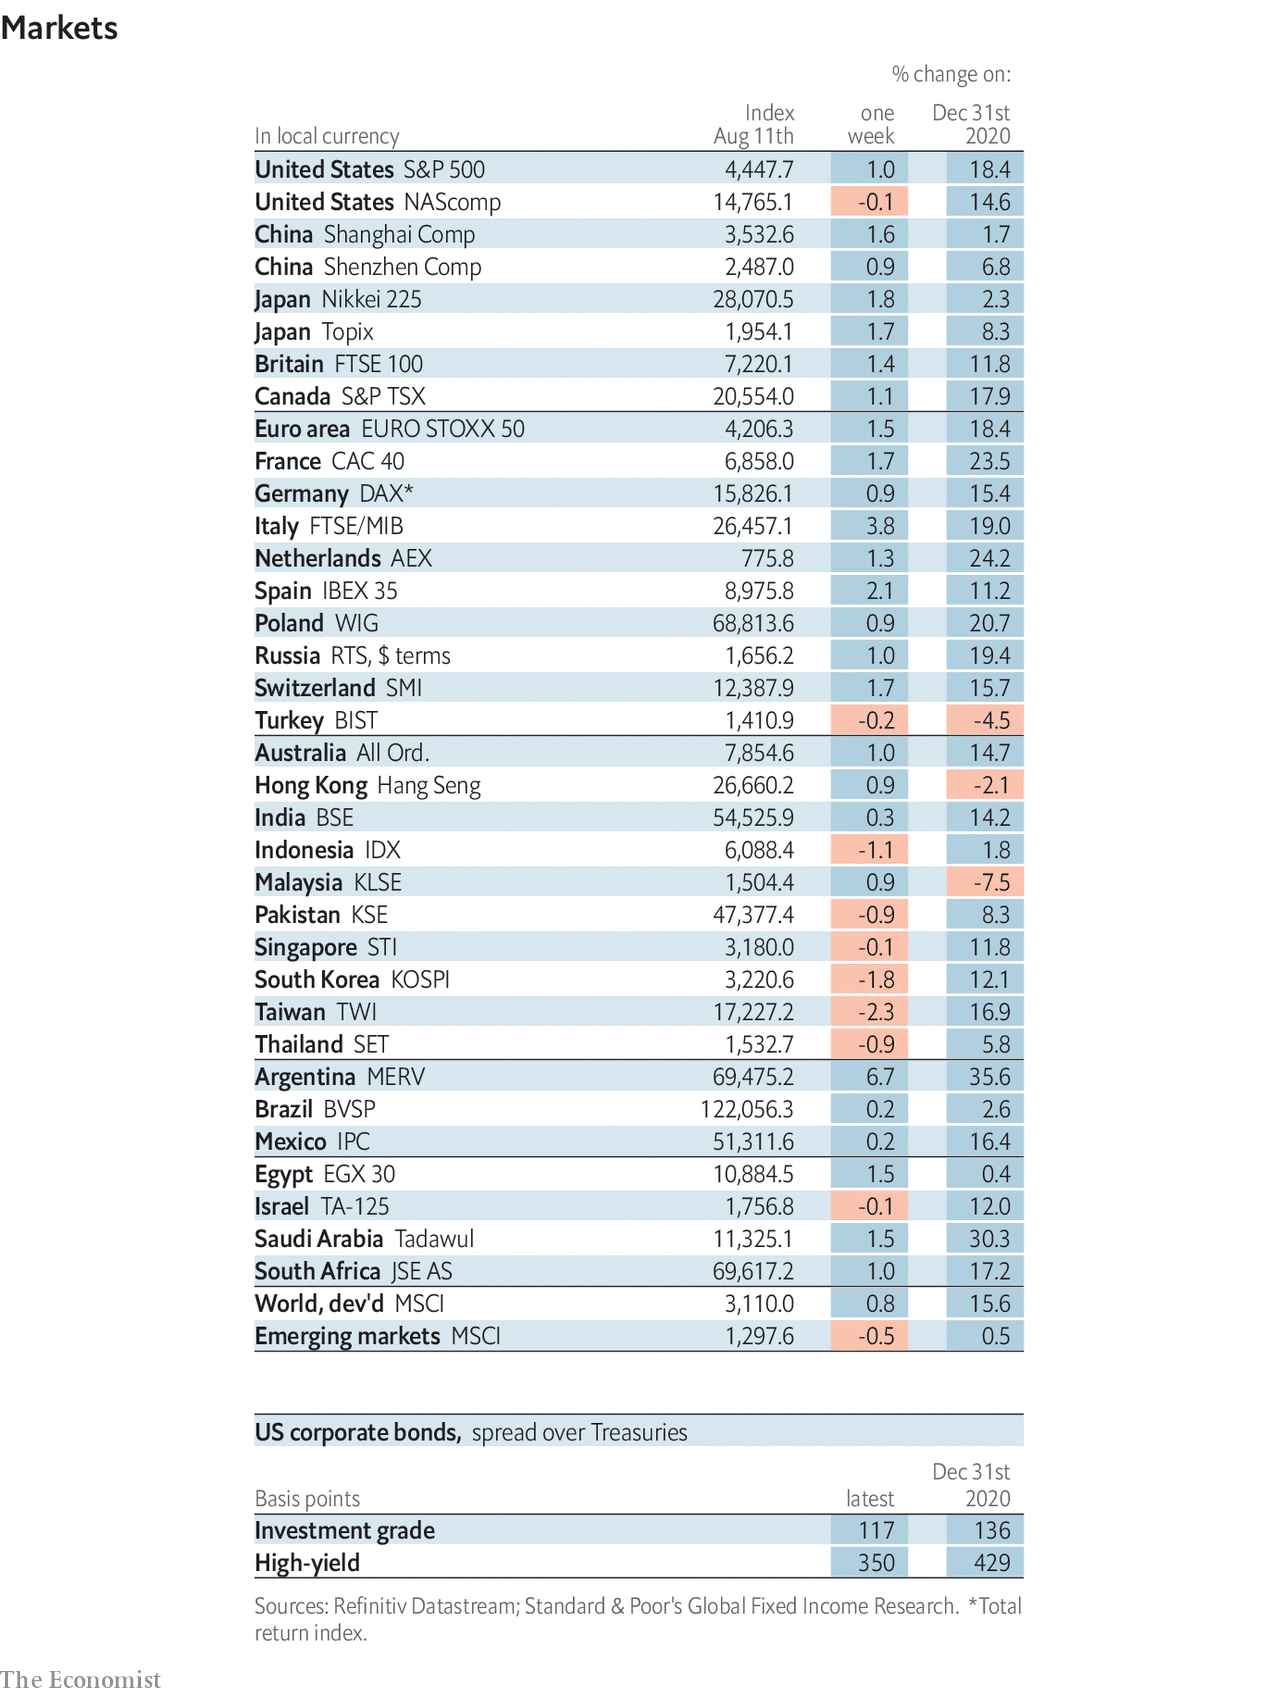 Markets
% change on:
Index one Dec 31st
In local currency Aug 11th week 2020
United States S&P 500 4,447.7 1.0 18.4
United States NAScomp 14,765.1 -0.1 14.6
China Shanghai Comp 3,532.6 1.6 1.7
China Shenzhen Comp 2,487.0 0.9 6.8
Japan Nikkei 225 28,070.5 1.8 2.3
Japan Topix 1,954.1 1.7 8.3
Britain FTSE 100 7,220.1 1.4 11.8
Canada S&P TSX 20,554.0 1.1 17.9
Euro area EURO STOXX 50 4,206.3 1.5 18.4
France CAC 40 6,858.0 1.7 23.5
Germany DAX* 15,826.1 0.9 15.4
Italy FTSE/MIB 26,457.1 3.8 19.0
Netherlands AEX 775.8 1.3 24.2
Spain IBEX 35 8,975.8 2.1 11.2
Poland WIG 68,813.6 0.9 20.7
Russia RTS, $ terms 1,656.2 1.0 19.4
Switzerland SMI 12,387.9 1.7 15.7
Turkey BIST 1,410.9 -0.2 -4.5
Australia All Ord. 7,854.6 1.0 14.7
Hong Kong Hang Seng 26,660.2 0.9 -2.1
India BSE 54,525.9 0.3 14.2
Indonesia IDX 6,088.4 -1.1 1.8
Malaysia KLSE 1,504.4 0.9 -7.5
Pakistan KSE 47,377.4 -0.9 8.3
Singapore STI 3,180.0 -0.1 11.8
South Korea KOSPI 3,220.6 -1.8 12.1
Taiwan TWI 17,227.2 -2.3 16.9
Thailand SET 1,532.7 -0.9 5.8
Argentina MERV 69,475.2 6.7 35.6
Brazil BVSP 122,056.3 0.2 2.6
Mexico IPC 51,311.6 0.2 16.4
Egypt EGX 30 10,884.5 1.5 0.4
Israel TA-125 1,756.8 -0.1 12.0
Saudi Arabia Tadawul 11,325.1 1.5 30.3
South Africa JSE AS 69,617.2 1.0 17.2
World, dev'd MSCI 3,110.0 0.8 15.6
Emerging markets MSCI 1,297.6 -0.5 0.5
US corporate bonds, spread over Treasuries
Dec 31st
Basis points latest 2020
Investment grade 117 136
High-yield 350 429
Sources: Refinitiv Datastream; Standard & Poor's Global Fixed Income Research. *Total
return index.
The Economist